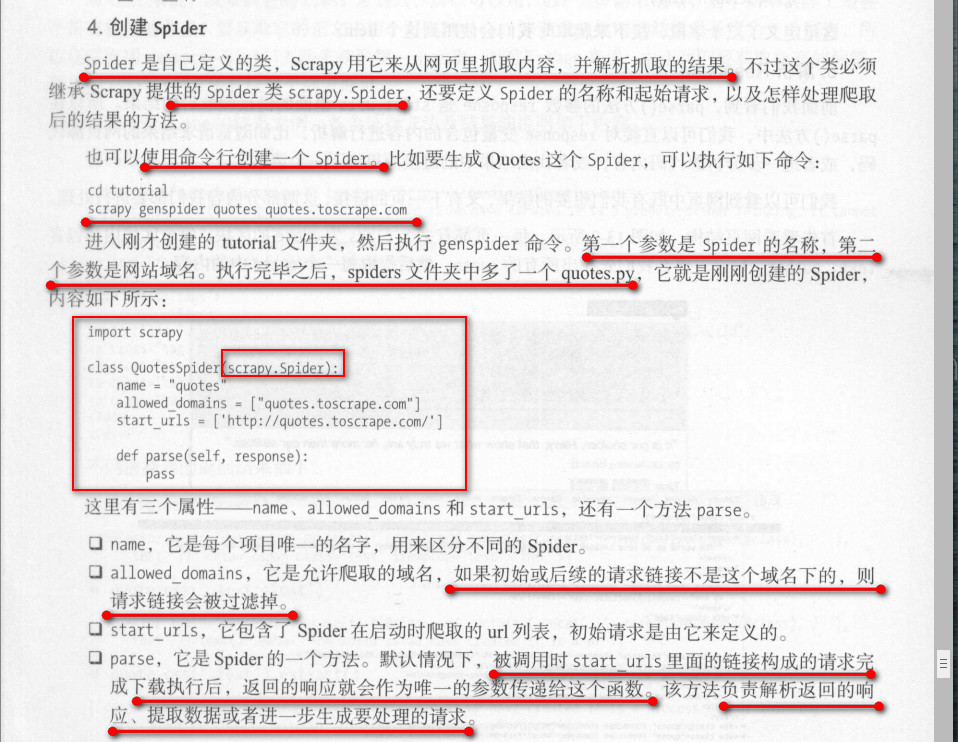 4. 创建 Spider
Spider 是自己定义的类，Scrapy 用它来从网页里抓取内容，并解析抓取的结果。不过这个类必须
继承 Scrapy 提供的 Spider 类 scrapy.Spider，还要定义 Spider 的名称和起始请求，以及怎样处理爬取
后的结果的方法。
也可以使用命令行创建一个 Spider。比如要生成 Quotes 这个 Spider，可以执行如下命令：
cd tutorial
scrapy genspider quotes quotes.toscrape.com
进入刚才创建的 tutorial 文件夹，然后执行 genspider 命令。第一个参数是 Spider 的名称，第二
个参数是网站域名。执行完毕之后，spiders 文件夹中多了一个 quotes.py，它就是刚刚创建的 Spider，
内容如下所示：
import scrapy
class QuotesSpider(scrapy.Spider):
name = "quotes"
allowed_domains = ["quotes.toscrape.com"]
start_urls = ['http://quotes.toscrape.com/']
def parse(self, response):
pass
这里有三个属性——name、allowed_domains 和 start_urls，还有一个方法 parse。
❑ name，它是每个项目唯一的名字，用来区分不同的 Spider。
❑ allowed_domains，它是允许爬取的域名，如果初始或后续的请求链接不是这个域名下的，则
请求链接会被过滤掉。
❑ start_urls，它包含了 Spider 在启动时爬取的 url 列表，初始请求是由它来定义的。
❑ parse，它是 Spider 的一个方法。默认情况下，被调用时 start_urls 里面的链接构成的请求完
成下载执行后，返回的响应就会作为唯一的参数传递给这个函数。该方法负责解析返回的响
应、提取数据或者进一步生成要处理的请求。